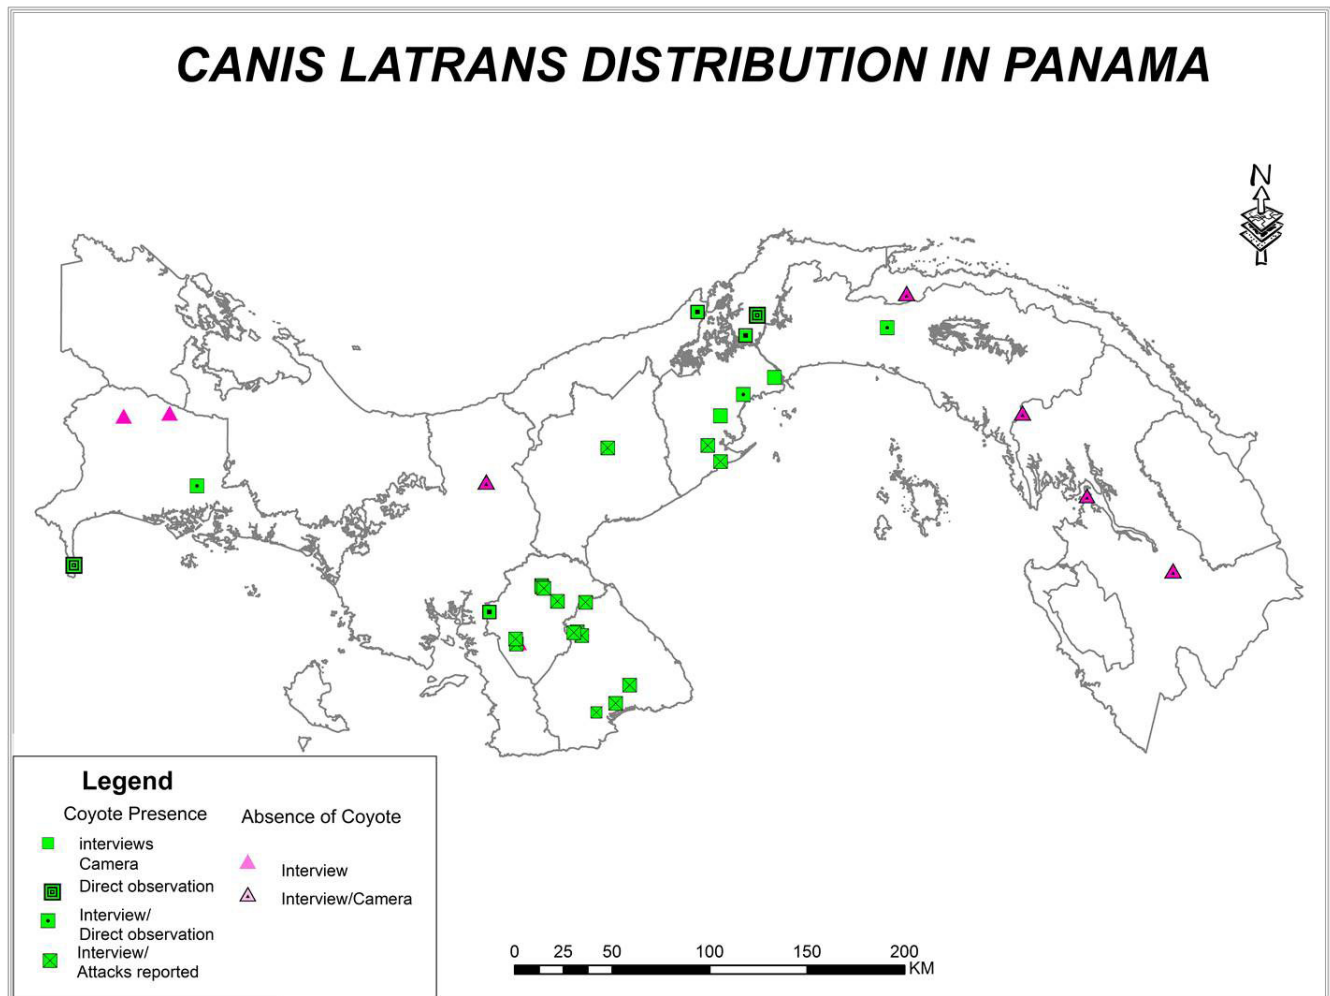 CANIS LATRANS DISTRIBUTION IN PANAMA
N
Legend
Coyote Presence
interviews
Camera
Direct observation
Interview/
Direct observation
Interview/
Attacks reported
Absence of Coyote
Interview
Interview/Camera
0 25 50 100 150 200
KM